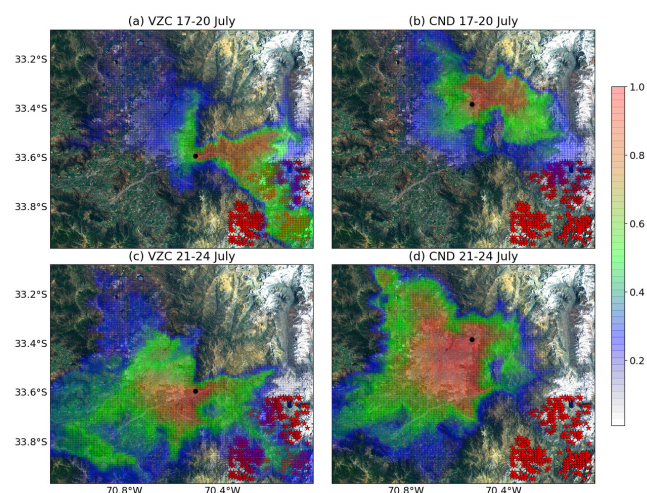 (a) VZC 17-20 July
(b) CND 17-20 July
33.2°S
33.4°S
33.6°S
33.8°S
1.0
0.8
0.6
0.4
0.2
(c) VZC 21-24 July
(d) CND 21-24 July
33.2°S
33.4°S
33.6°S
33.8°S
70.8°W
70.4°W
70.8°W
70.4°W